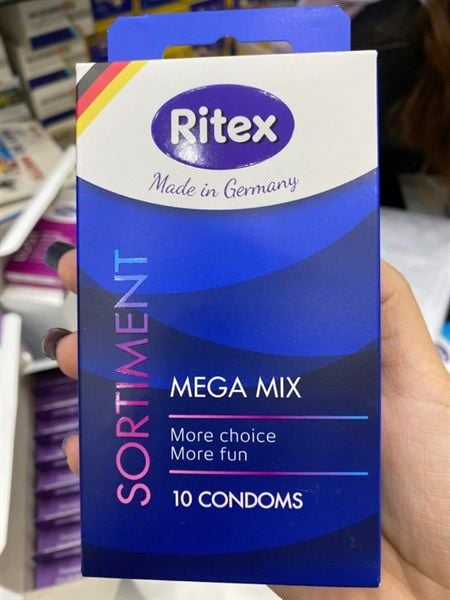 Ritex
Made in Germany
SORTIMENT
MEGA MIX
More choice
More fun
10 CONDOMS